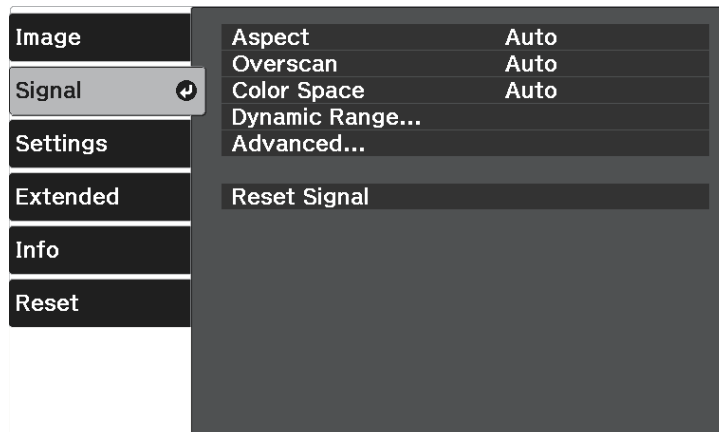 Image
Signal
Settings
Extended
Info
Reset
Aspect Auto
Overscan Auto
Color Space Auto
Dynamic Range...
Advanced...
Reset Signal